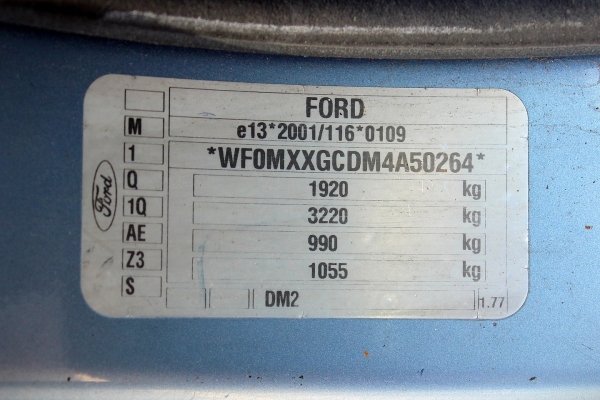 FORD
M e13*2001/116*0109
1 *WF0MXXGCDM4A50264*
Q 1920 kg
1Q 3220 kg
AE 990 kg
Z3 1055 kg
S DM2 1.77
Ford